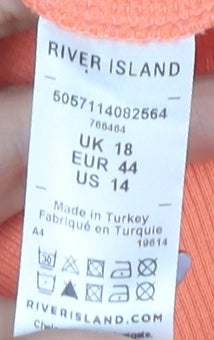 RIVER ISLAND
5057114082564
766464
UK 18
EUR 44
US 14
Made in Turkey
Fabriqué en Turquie
A4 19614
RIVERISLAND.COM